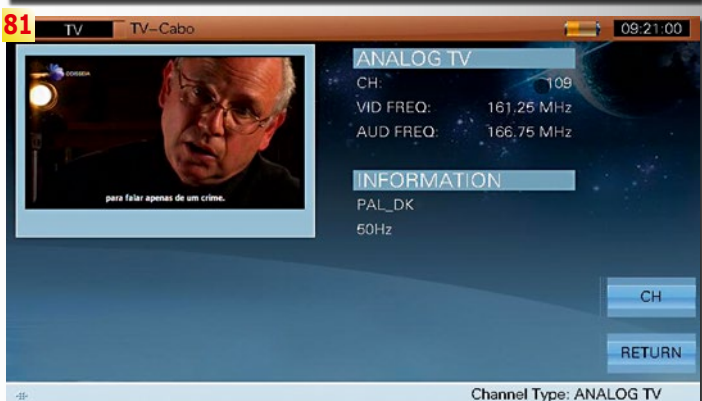 81
TV TV-Cabo 09:21:00
ODISSEIA
para falar apenas de um crime.
ANALOG TV
CH: 109
VID FREQ: 161.25 MHz
AUD FREQ: 166.75 MHz
INFORMATION
PAL_DK
50Hz
CH
RETURN
Channel Type: ANALOG TV